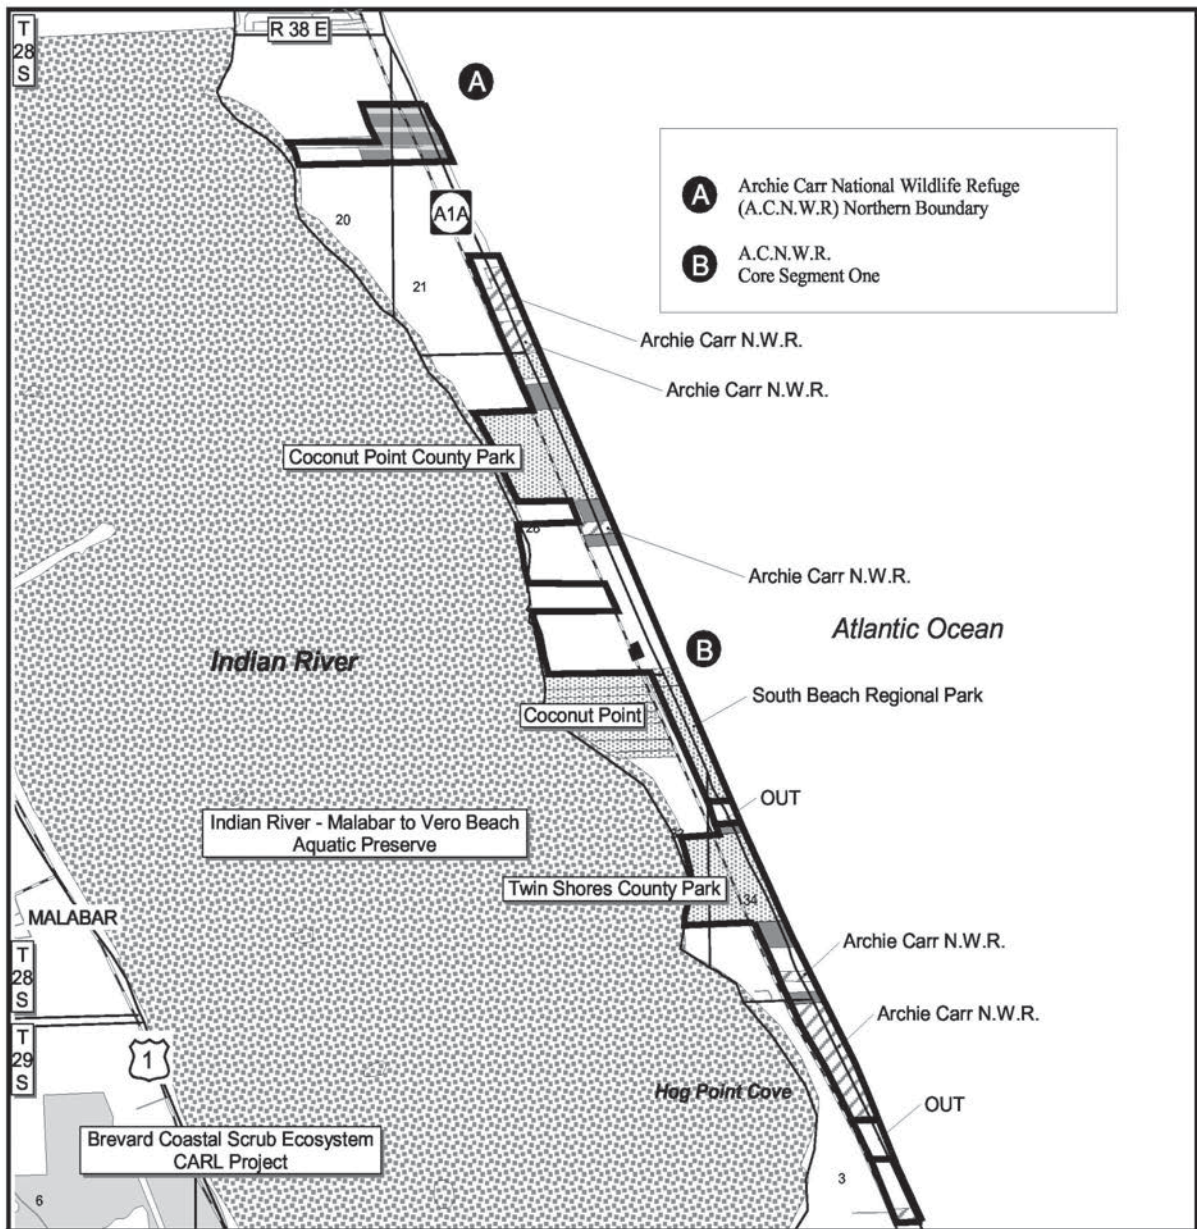 T
28
S
R 38 E
A
A
Archie Carr National Wildlife Refuge
(A.C.N.W.R) Northern Boundary
B
A.C.N.W.R.
Core Segment One
20
A1A
21
Archie Carr N.W.R.
Archie Carr N.W.R.
Coconut Point County Park
Archie Carr N.W.R.
Atlantic Ocean
B
Indian River
South Beach Regional Park
Coconut Point
OUT
Indian River - Malabar to Vero Beach
Aquatic Preserve
Twin Shores County Park
34
MALABAR
Archie Carr N.W.R.
T
28
S
Archie Carr N.W.R.
T
29
S
1
Hog Point Cove
OUT
Brevard Coastal Scrub Ecosystem
CARL Project
3
6